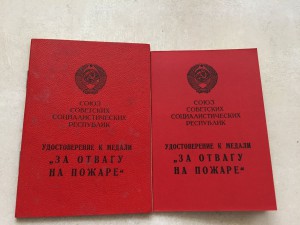 СОЮЗ
СОВЕТСКИХ
СОЦИАЛИСТИЧЕСКИХ
РЕСПУБЛИК
УДОСТОВЕРЕНИЕ К МЕДАЛИ
„ЗА ОТВАГУ
НА ПОЖАРЕ“
СОЮЗ
СОВЕТСКИХ
СОЦИАЛИСТИЧЕСКИХ
РЕСПУБЛИК
УДОСТОВЕРЕНИЕ К МЕДАЛИ
„ЗА ОТВАГУ
НА ПОЖАРЕ“